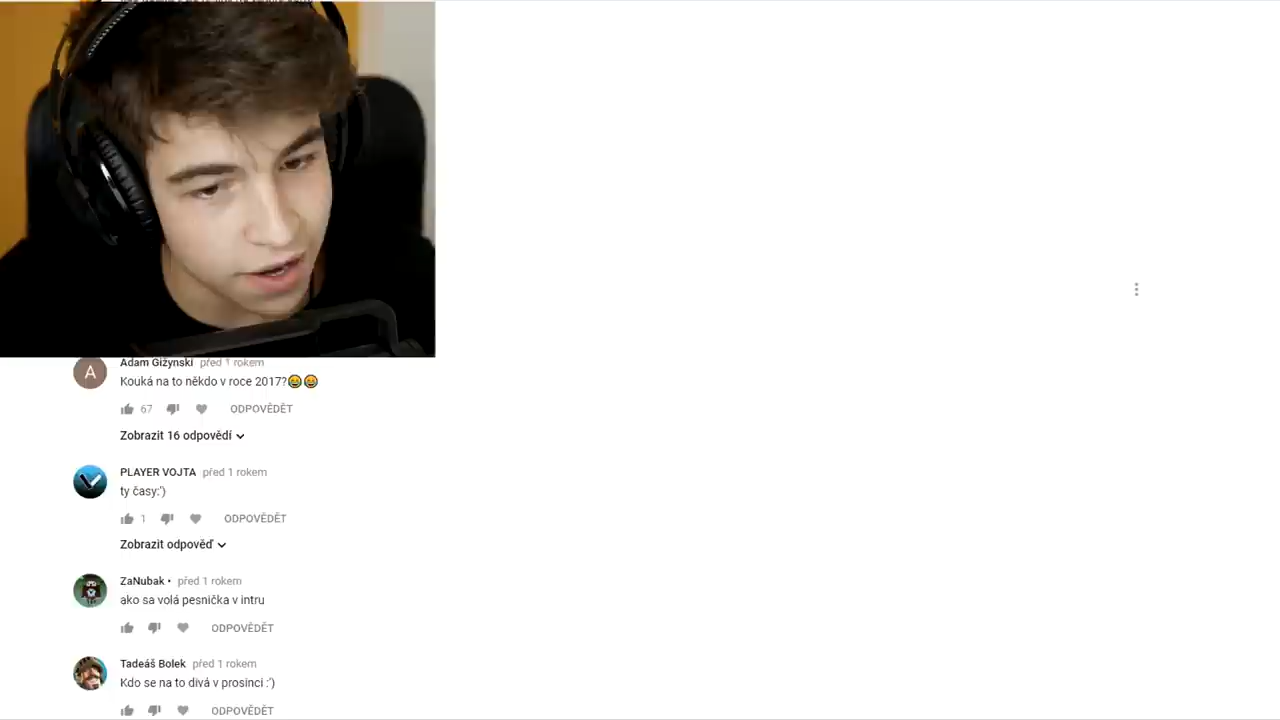 Adam Gižynski před 1 rokem
Kouká na to někdo v roce 2017?😂😄
67 ODPOVĚDĚT
Zobrazit 16 odpovědí
PLAYER VOJTA před 1 rokem
ty časy:')
1 ODPOVĚDĚT
Zobrazit odpověď
ZaNubak • před 1 rokem
ako sa volá pesnička v intru
ODPOVĚDĚT
Tadeáš Bolek před 1 rokem
Kdo se na to divá v prosinci :')
ODPOVĚDĚT